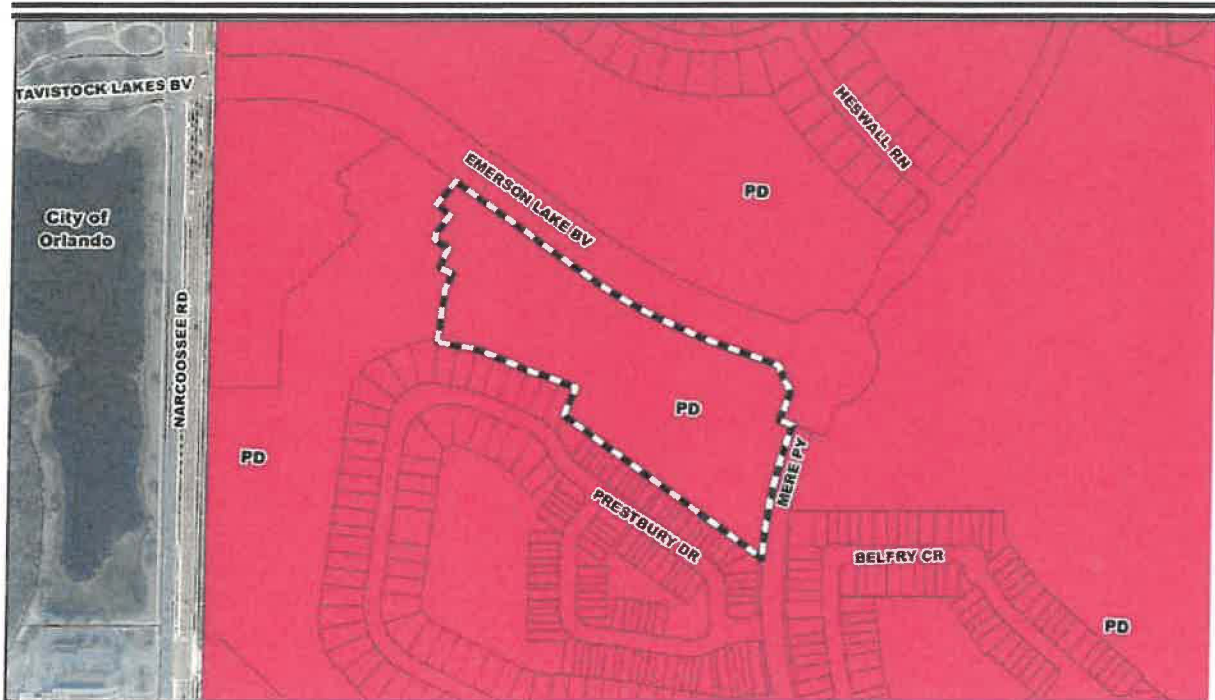 TAVISTOCK LAKES BV
HESWALL RN
EMERSON LAKE BV
PD
City of
Orlando
NARCOOSSEE RD
PD
PD
MERE PY
PRESTBURY DR
BELFRY CR
PD